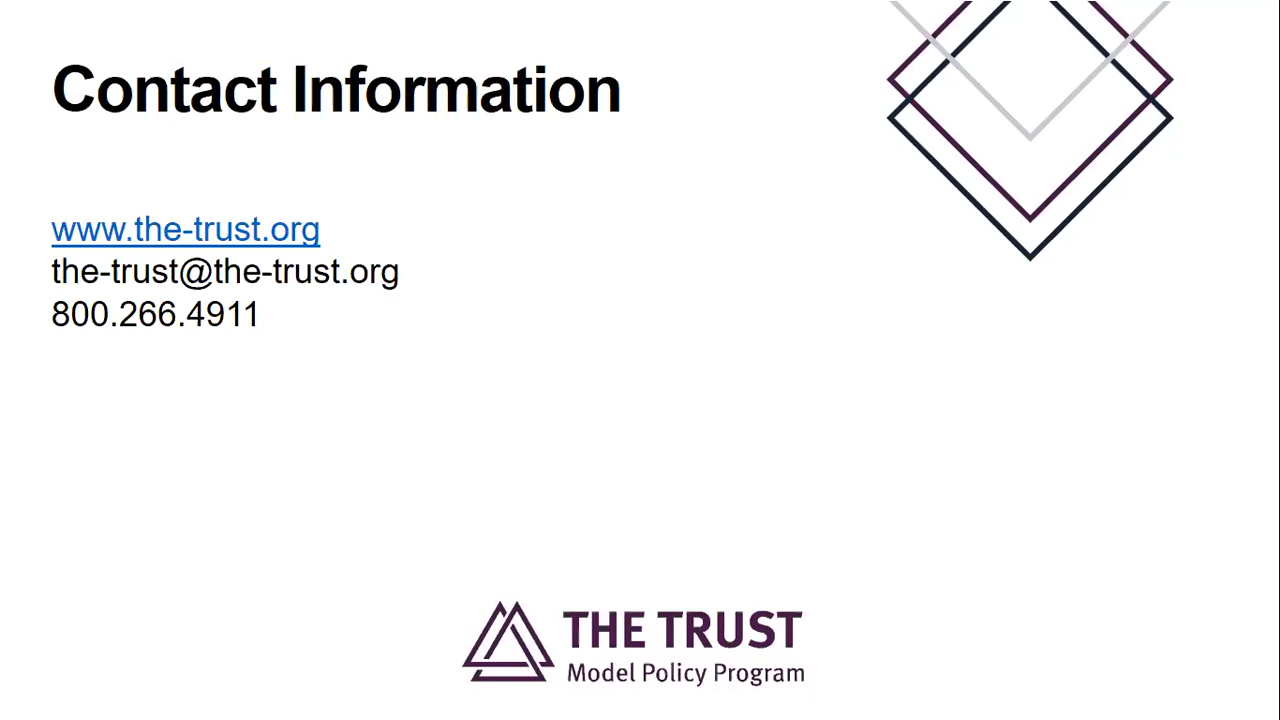 Contact Information
www.the-trust.org
the-trust@the-trust.org
800.266.4911
THE TRUST
Model Policy Program